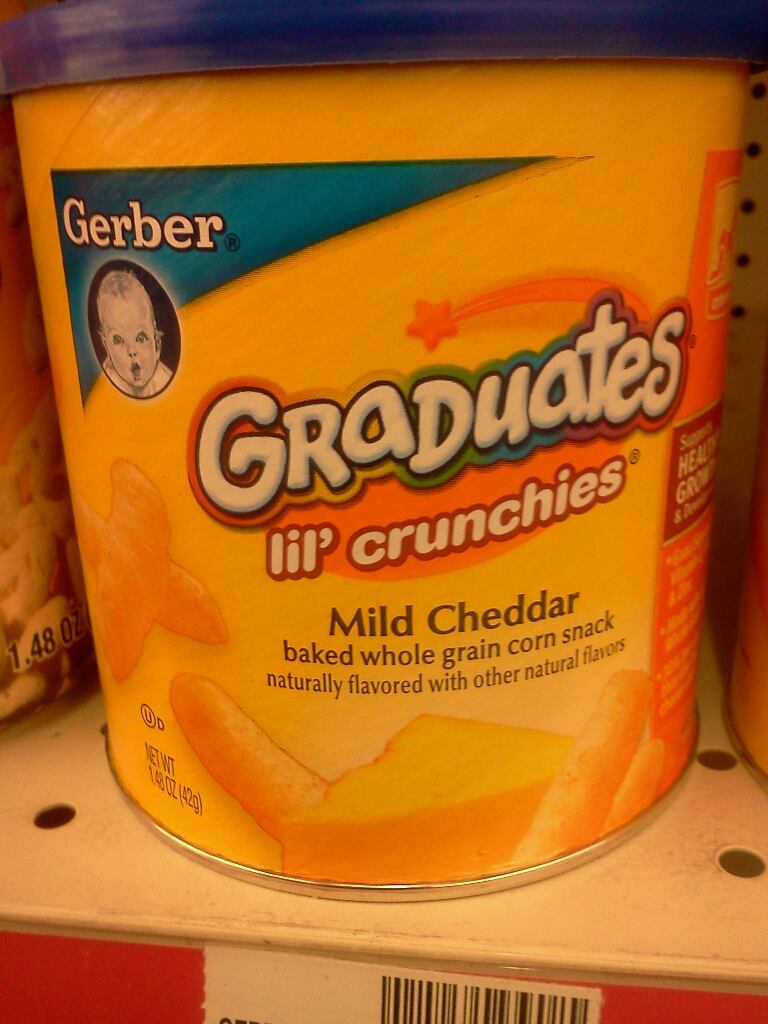 Gerber®
GRADUATES®
lil' crunchies®
Mild Cheddar
baked whole grain corn snack
naturally flavored with other natural flavors
Supports
& 
U D
NET WT
1.48 OZ (42g)
1.48 OZ